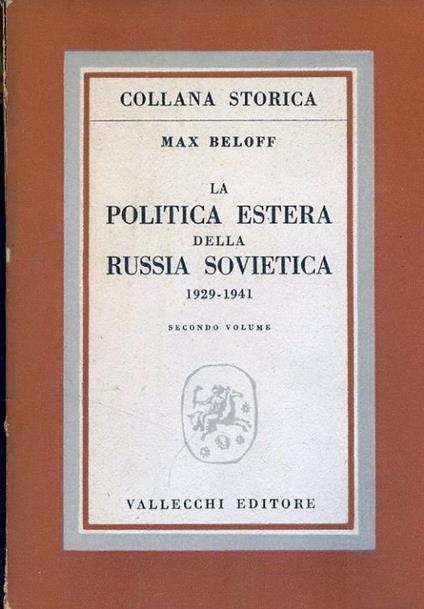 COLLANA STORICA
MAX BELOFF
LA
POLITICA ESTERA
DELLA
RUSSIA SOVIETICA
1929-1941
SECONDO VOLUME
VALLECCHI EDITORE